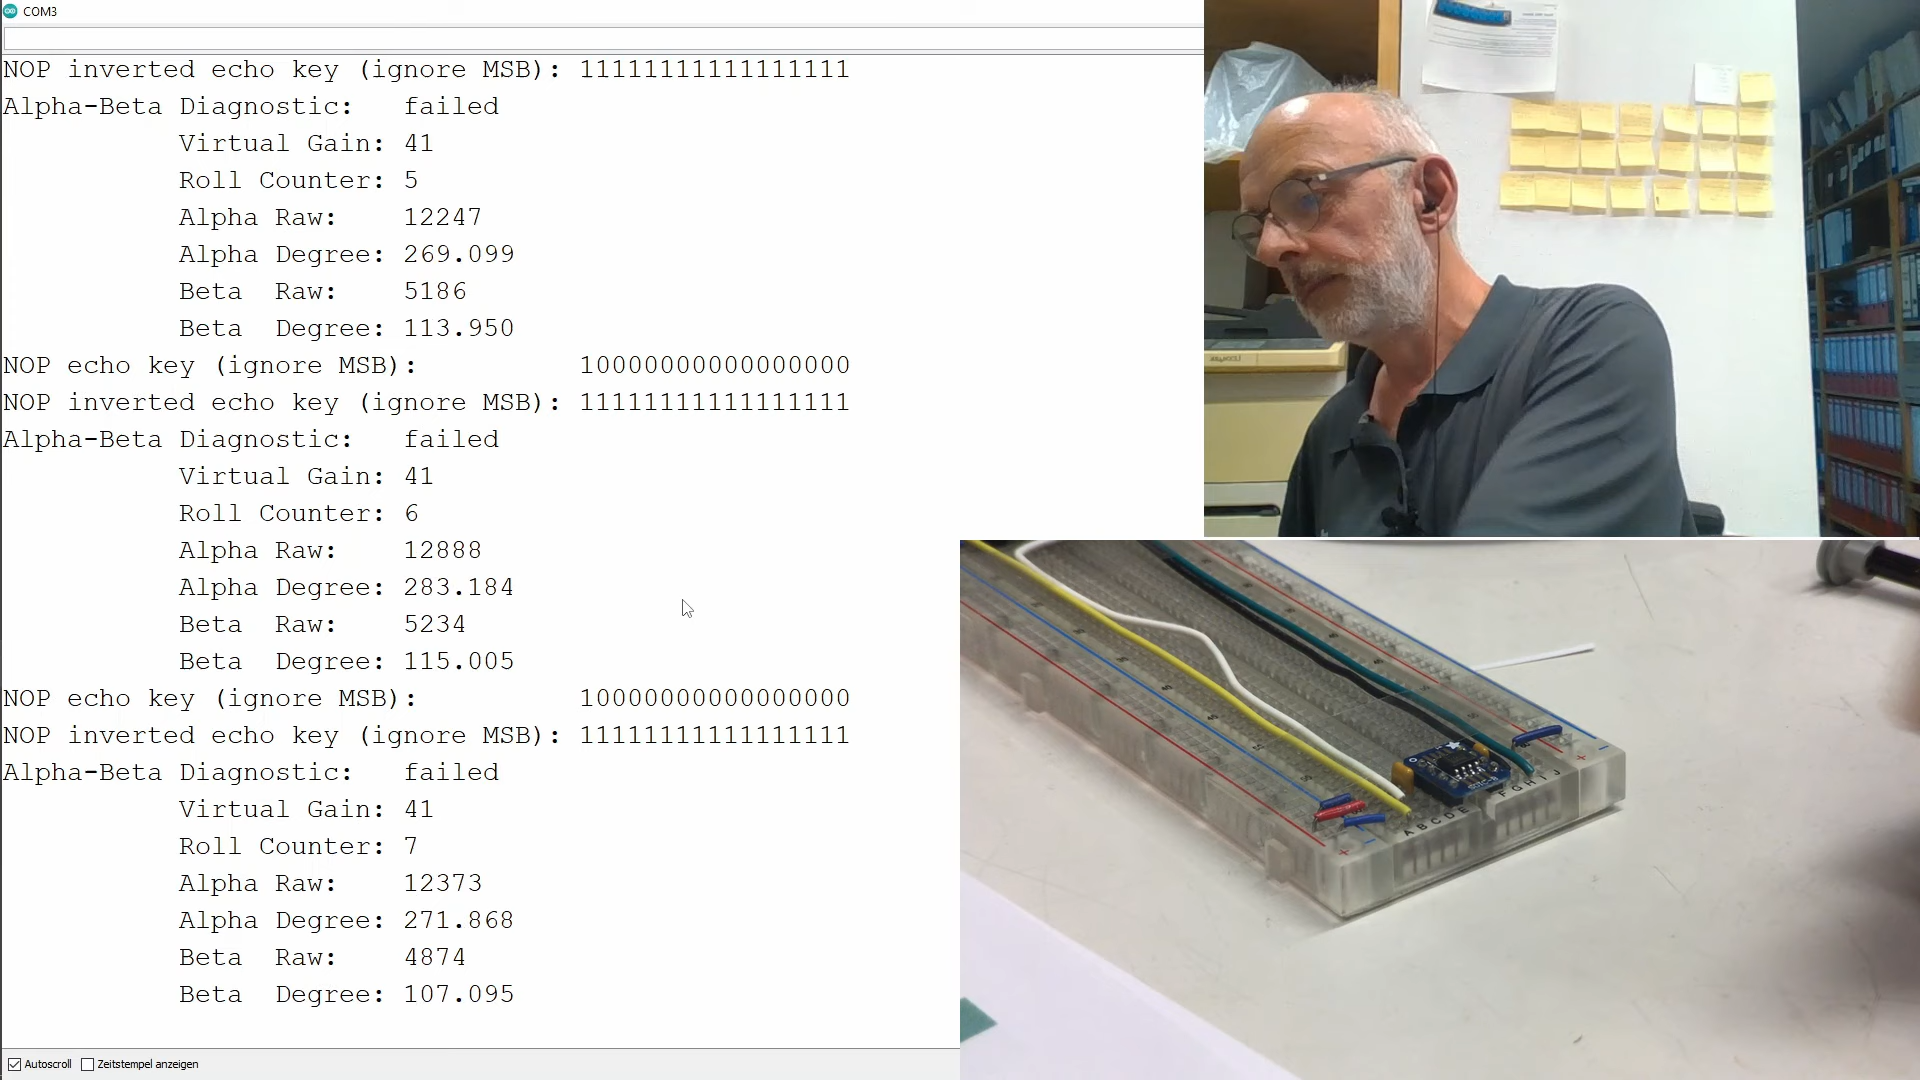 COM3
NOP inverted echo key (ignore MSB): 11111111111111111
Alpha-Beta Diagnostic: failed
Virtual Gain: 41
Roll Counter: 5
Alpha Raw: 12247
Alpha Degree: 269.099
Beta Raw: 5186
Beta Degree: 113.950
NOP echo key (ignore MSB): 10000000000000000
NOP inverted echo key (ignore MSB): 11111111111111111
Alpha-Beta Diagnostic: failed
Virtual Gain: 41
Roll Counter: 6
Alpha Raw: 12888
Alpha Degree: 283.184
Beta Raw: 5234
Beta Degree: 115.005
NOP echo key (ignore MSB): 10000000000000000
NOP inverted echo key (ignore MSB): 11111111111111111
Alpha-Beta Diagnostic: failed
Virtual Gain: 41
Roll Counter: 7
Alpha Raw: 12373
Alpha Degree: 271.868
Beta Raw: 4874
Beta Degree: 107.095
Autoscroll Zeitstempel anzeigen
A B C D E F G H I J